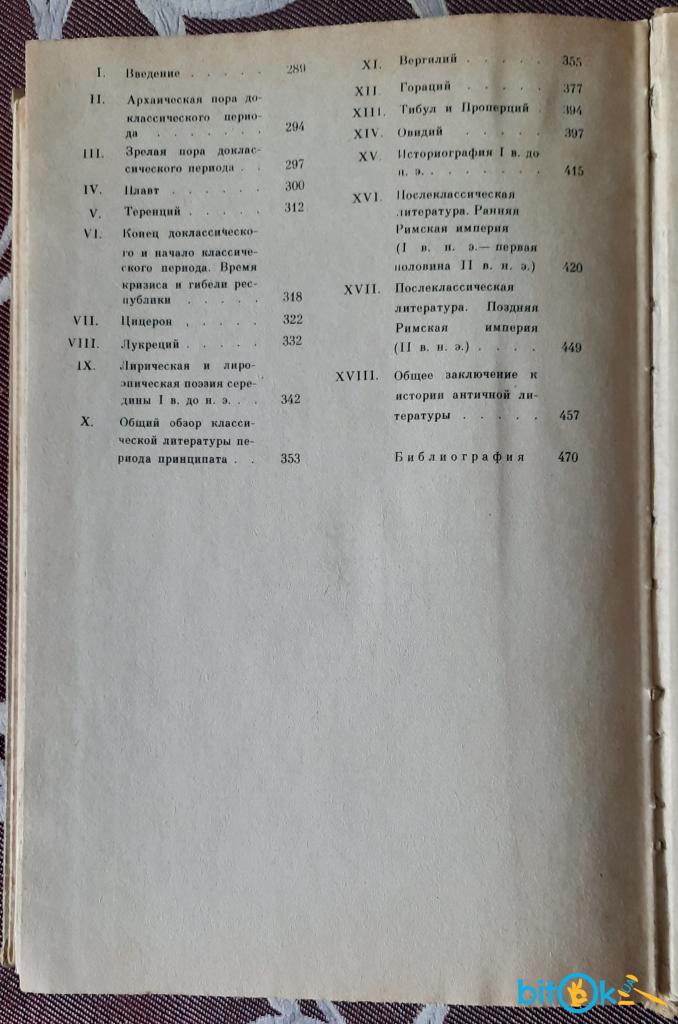 I. Введение . . . . . 289
II. Архаическая пора до-
классического перио-
да . . . . . . . 294
III. Зрелая пора доклас-
сического периода . . 297
IV. Плавт . . . . . . 300
V. Теренций . . . . . 312
VI. Конец доклассическо-
го и начало классиче-
ского периода. Время
кризиса и гибели рес-
публики . . . . . 318
VII. Цицерон . . . . . 322
VIII. Лукреций . . . . . 332
IX. Лирическая и лиро-
эпическая поэзия сере-
дины I в. до н. э. . . 342
X. Общий обзор класси-
ческой литературы пе-
риода принципата . . 353
XI. Вергилий . . . . . 355
XII. Гораций . . . . . 377
XIII. Тибул и Проперций . 394
XIV. Овидий . . . . . 397
XV. Историография I в. до
н. э. . . . . . . . 415
XVI. Послеклассическая
литература. Ранняя
Римская империя
(I в. н. э.— первая
половина II в. н. э.) 420
XVII. Послеклассическая
литература. Поздняя
Римская империя
(II в. н. э.) . . . . 449
XVIII. Общее заключение к
история античной ли-
тературы . . . . . 457
Библиография 470
bitOk
UA